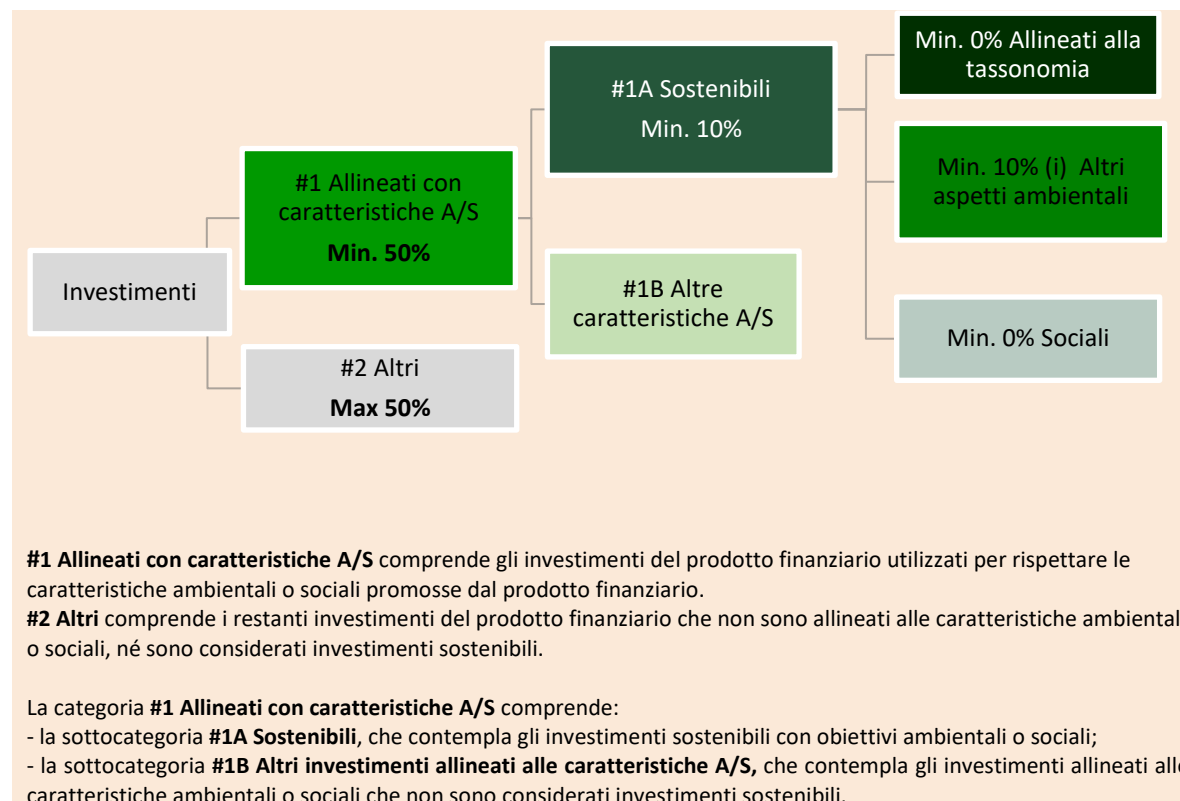 Min. 0% Allineati alla
tassonomia
#1A Sostenibili
Min. 10%
Min. 10% (i) Altri
aspetti ambientali
#1 Allineati con
caratteristiche A/S
Min. 50%
Investimenti
#1B Altre
caratteristiche A/S
Min. 0% Sociali
#2 Altri
Max 50%
#1 Allineati con caratteristiche A/S comprende gli investimenti del prodotto finanziario utilizzati per rispettare le
caratteristiche ambientali o sociali promosse dal prodotto finanziario.
#2 Altri comprende i restanti investimenti del prodotto finanziario che non sono allineati alle caratteristiche ambiental
o sociali, né sono considerati investimenti sostenibili.
La categoria #1 Allineati con caratteristiche A/S comprende:
- la sottocategoria #1A Sostenibili, che contempla gli investimenti sostenibili con obiettivi ambientali o sociali;
- la sottocategoria #1B Altri investimenti allineati alle caratteristiche A/S, che contempla gli investimenti allineati alle
caratteristiche ambientali o sociali che non sono considerati investimenti sostenibili.